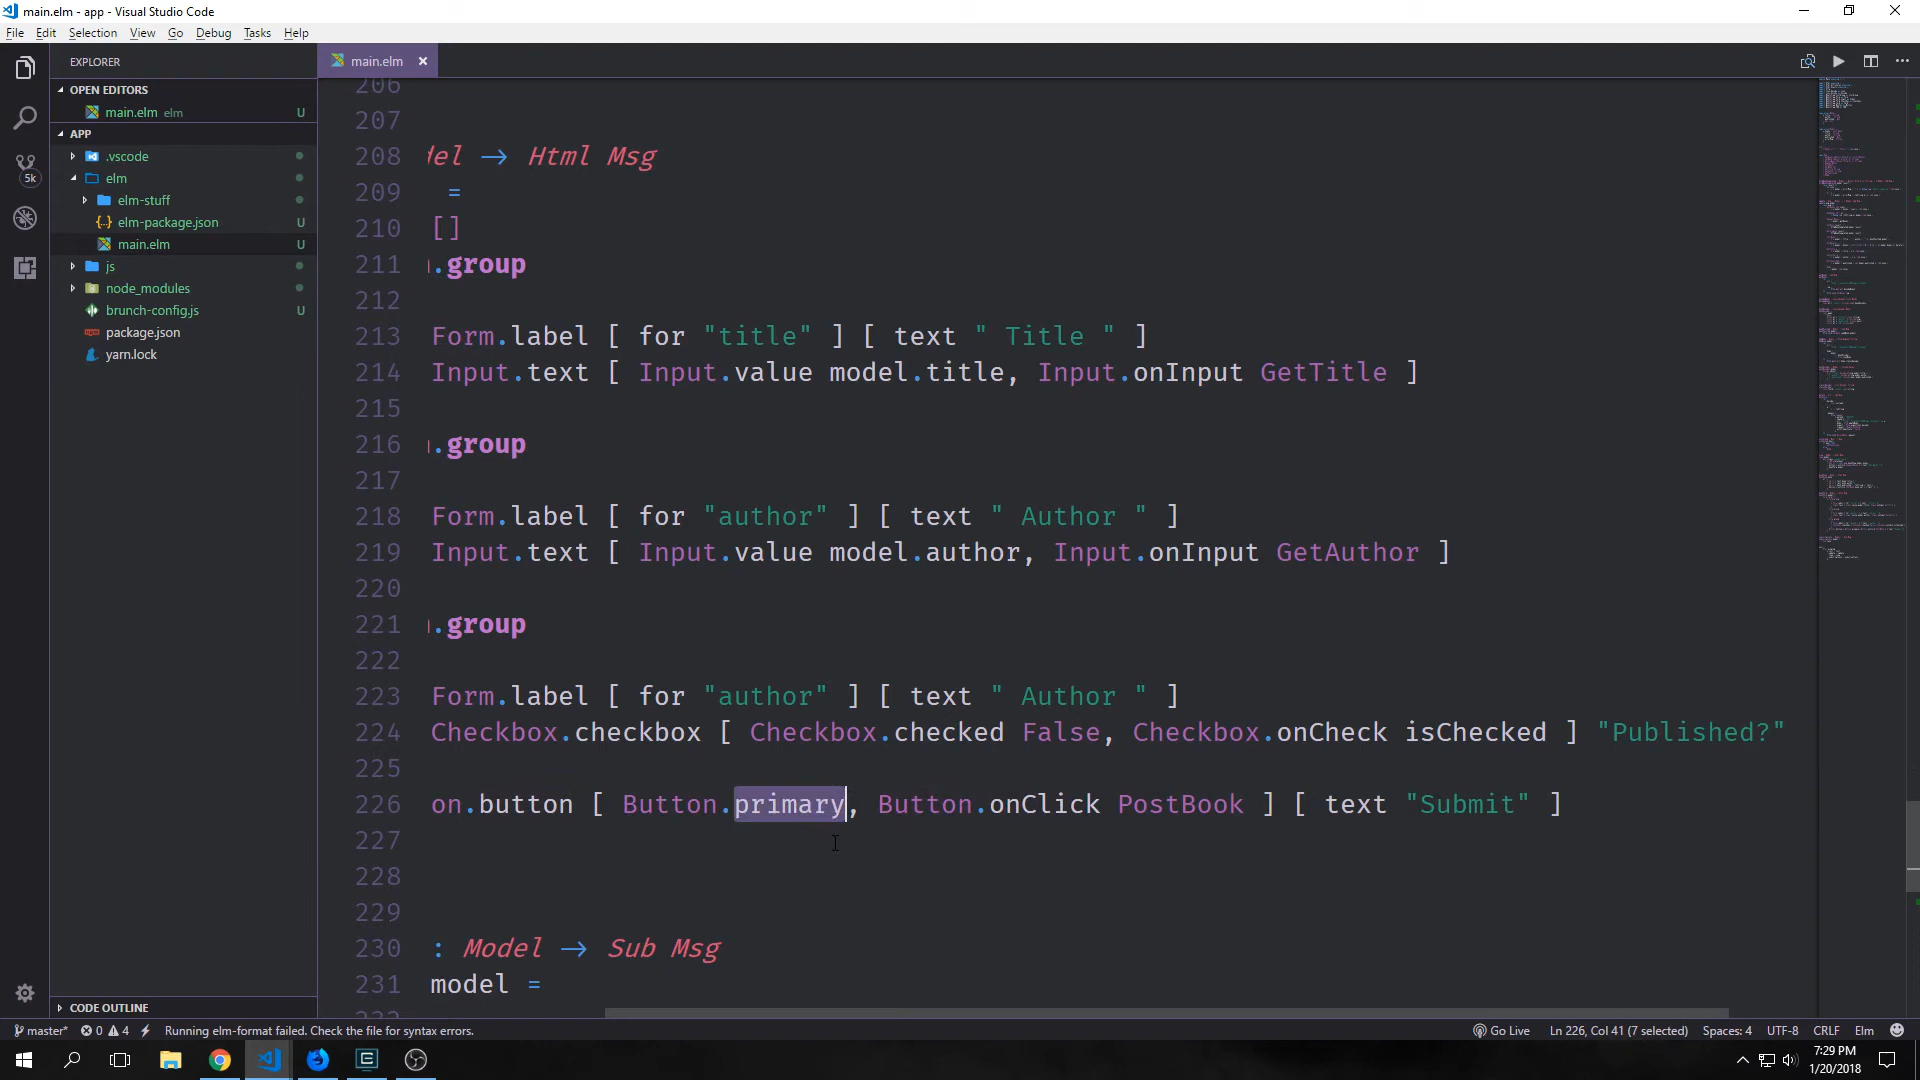 main.elm - app - Visual Studio Code
File Edit Selection View Go Debug Tasks Help
EXPLORER
main.elm
OPEN EDITORS
main.elm elm U
APP
.vscode
elm
elm-stuff
elm-package.json U
main.elm U
js
node_modules
brunch-config.js U
package.json
yarn.lock
5k
CODE OUTLINE
206
207
208 del → Html Msg
209 =
210 []
211 .group
212
213 Form.label [ for "title" ] [ text " Title " ]
214 Input.text [ Input.value model.title, Input.onInput GetTitle ]
215
216 .group
217
218 Form.label [ for "author" ] [ text " Author " ]
219 Input.text [ Input.value model.author, Input.onInput GetAuthor ]
220
221 .group
222
223 Form.label [ for "author" ] [ text " Author " ]
224 Checkbox.checkbox [ Checkbox.checked False, Checkbox.onCheck isChecked ] "Published?"
225
226 on.button [ Button.primary, Button.onClick PostBook ] [ text "Submit" ]
227
228
229
230 : Model → Sub Msg
231 model =
master* 0 4 Running elm-format failed. Check the file for syntax errors. Go Live Ln 226, Col 41 (7 selected) Spaces: 4 UTF-8 CRLF Elm
7:29 PM
1/20/2018